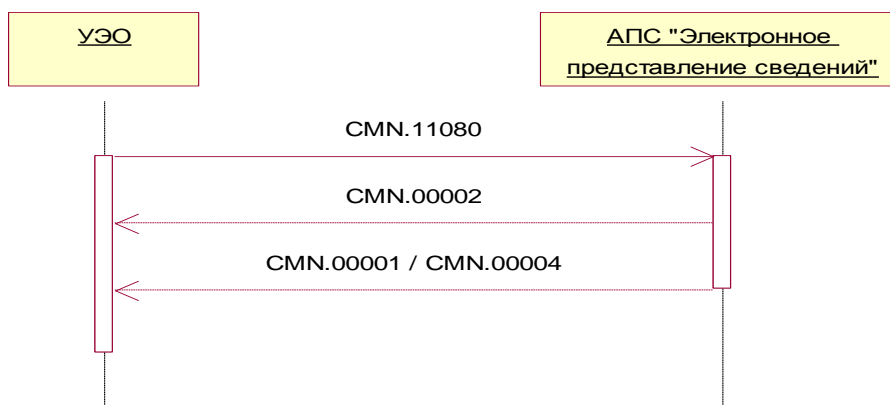 УЭО
АПС "Электронное
представление сведений"
CMN.11080
CMN.00002
CMN.00001 / CMN.00004